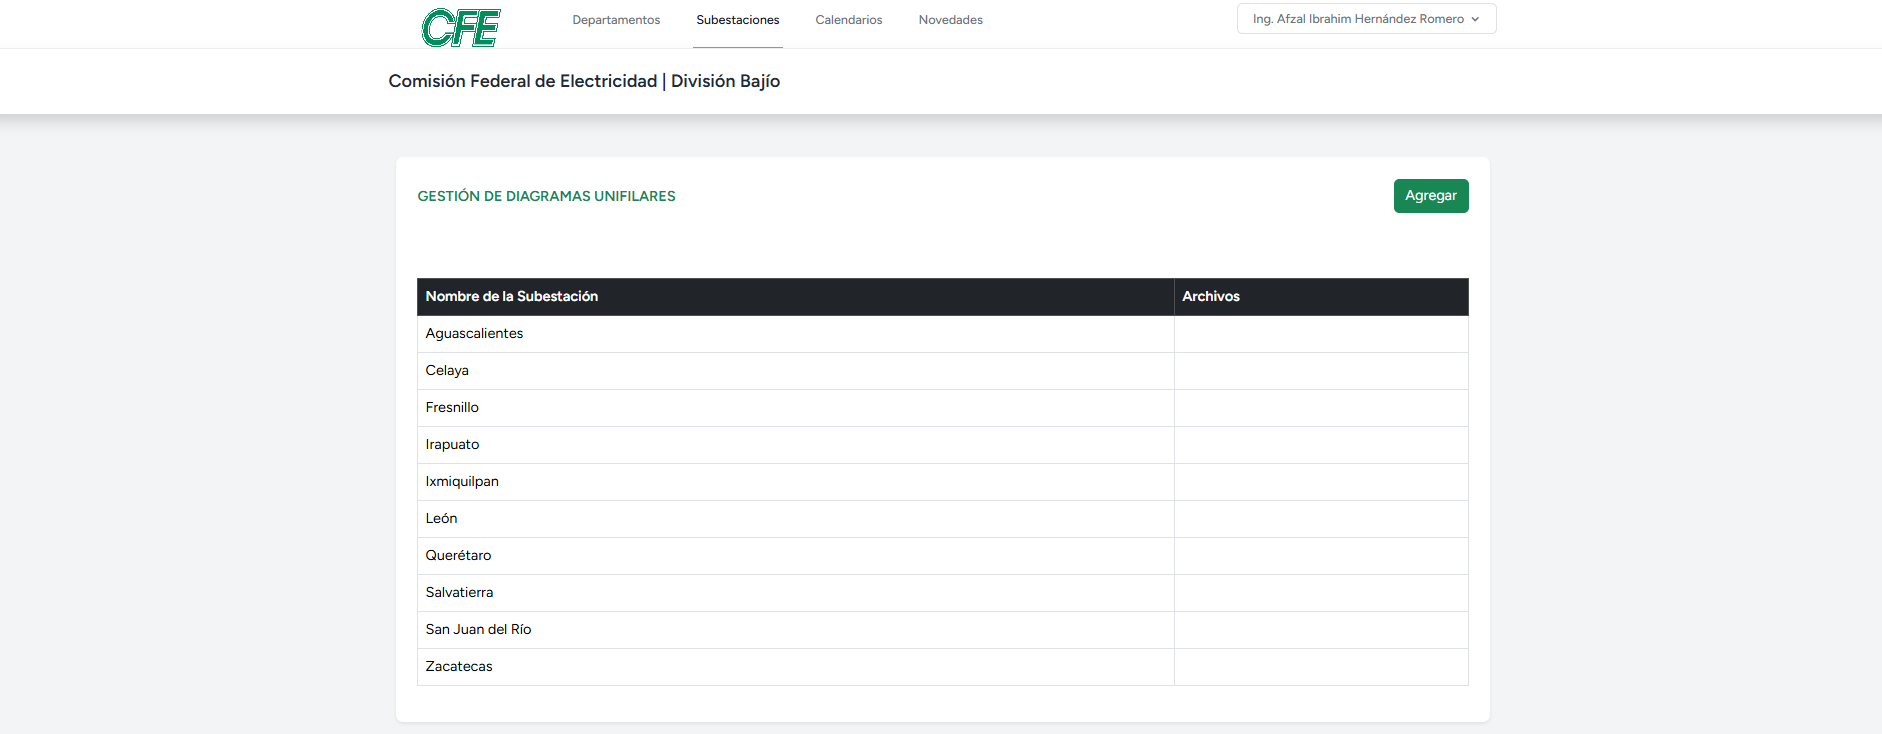 CFE
Departamentos Subestaciones Calendarios Novedades Ing. Afzal Ibrahim Hernández Romero
Comisión Federal de Electricidad | División Bajío
GESTIÓN DE DIAGRAMAS UNIFILARES Agregar
Nombre de la Subestación Archivos
Aguascalientes
Celaya
Fresnillo
Irapuato
Ixmiquilpan
León
Querétaro
Salvatierra
San Juan del Río
Zacatecas